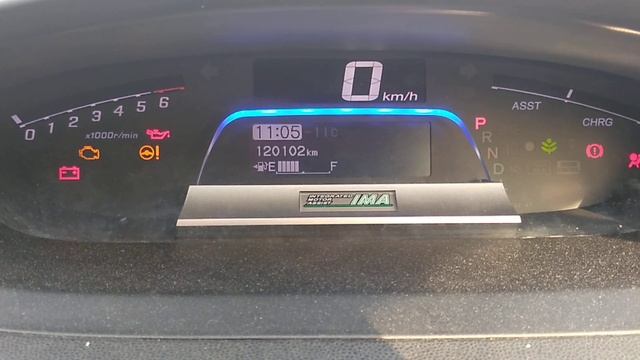 0 km/h
0 1 2 3 4 5 6
x1000r/min
11:05 -11c
120102km
E F
P
R
N
D
ASST CHRG
INTEGRATED
MOTOR
ASSIST
IMA